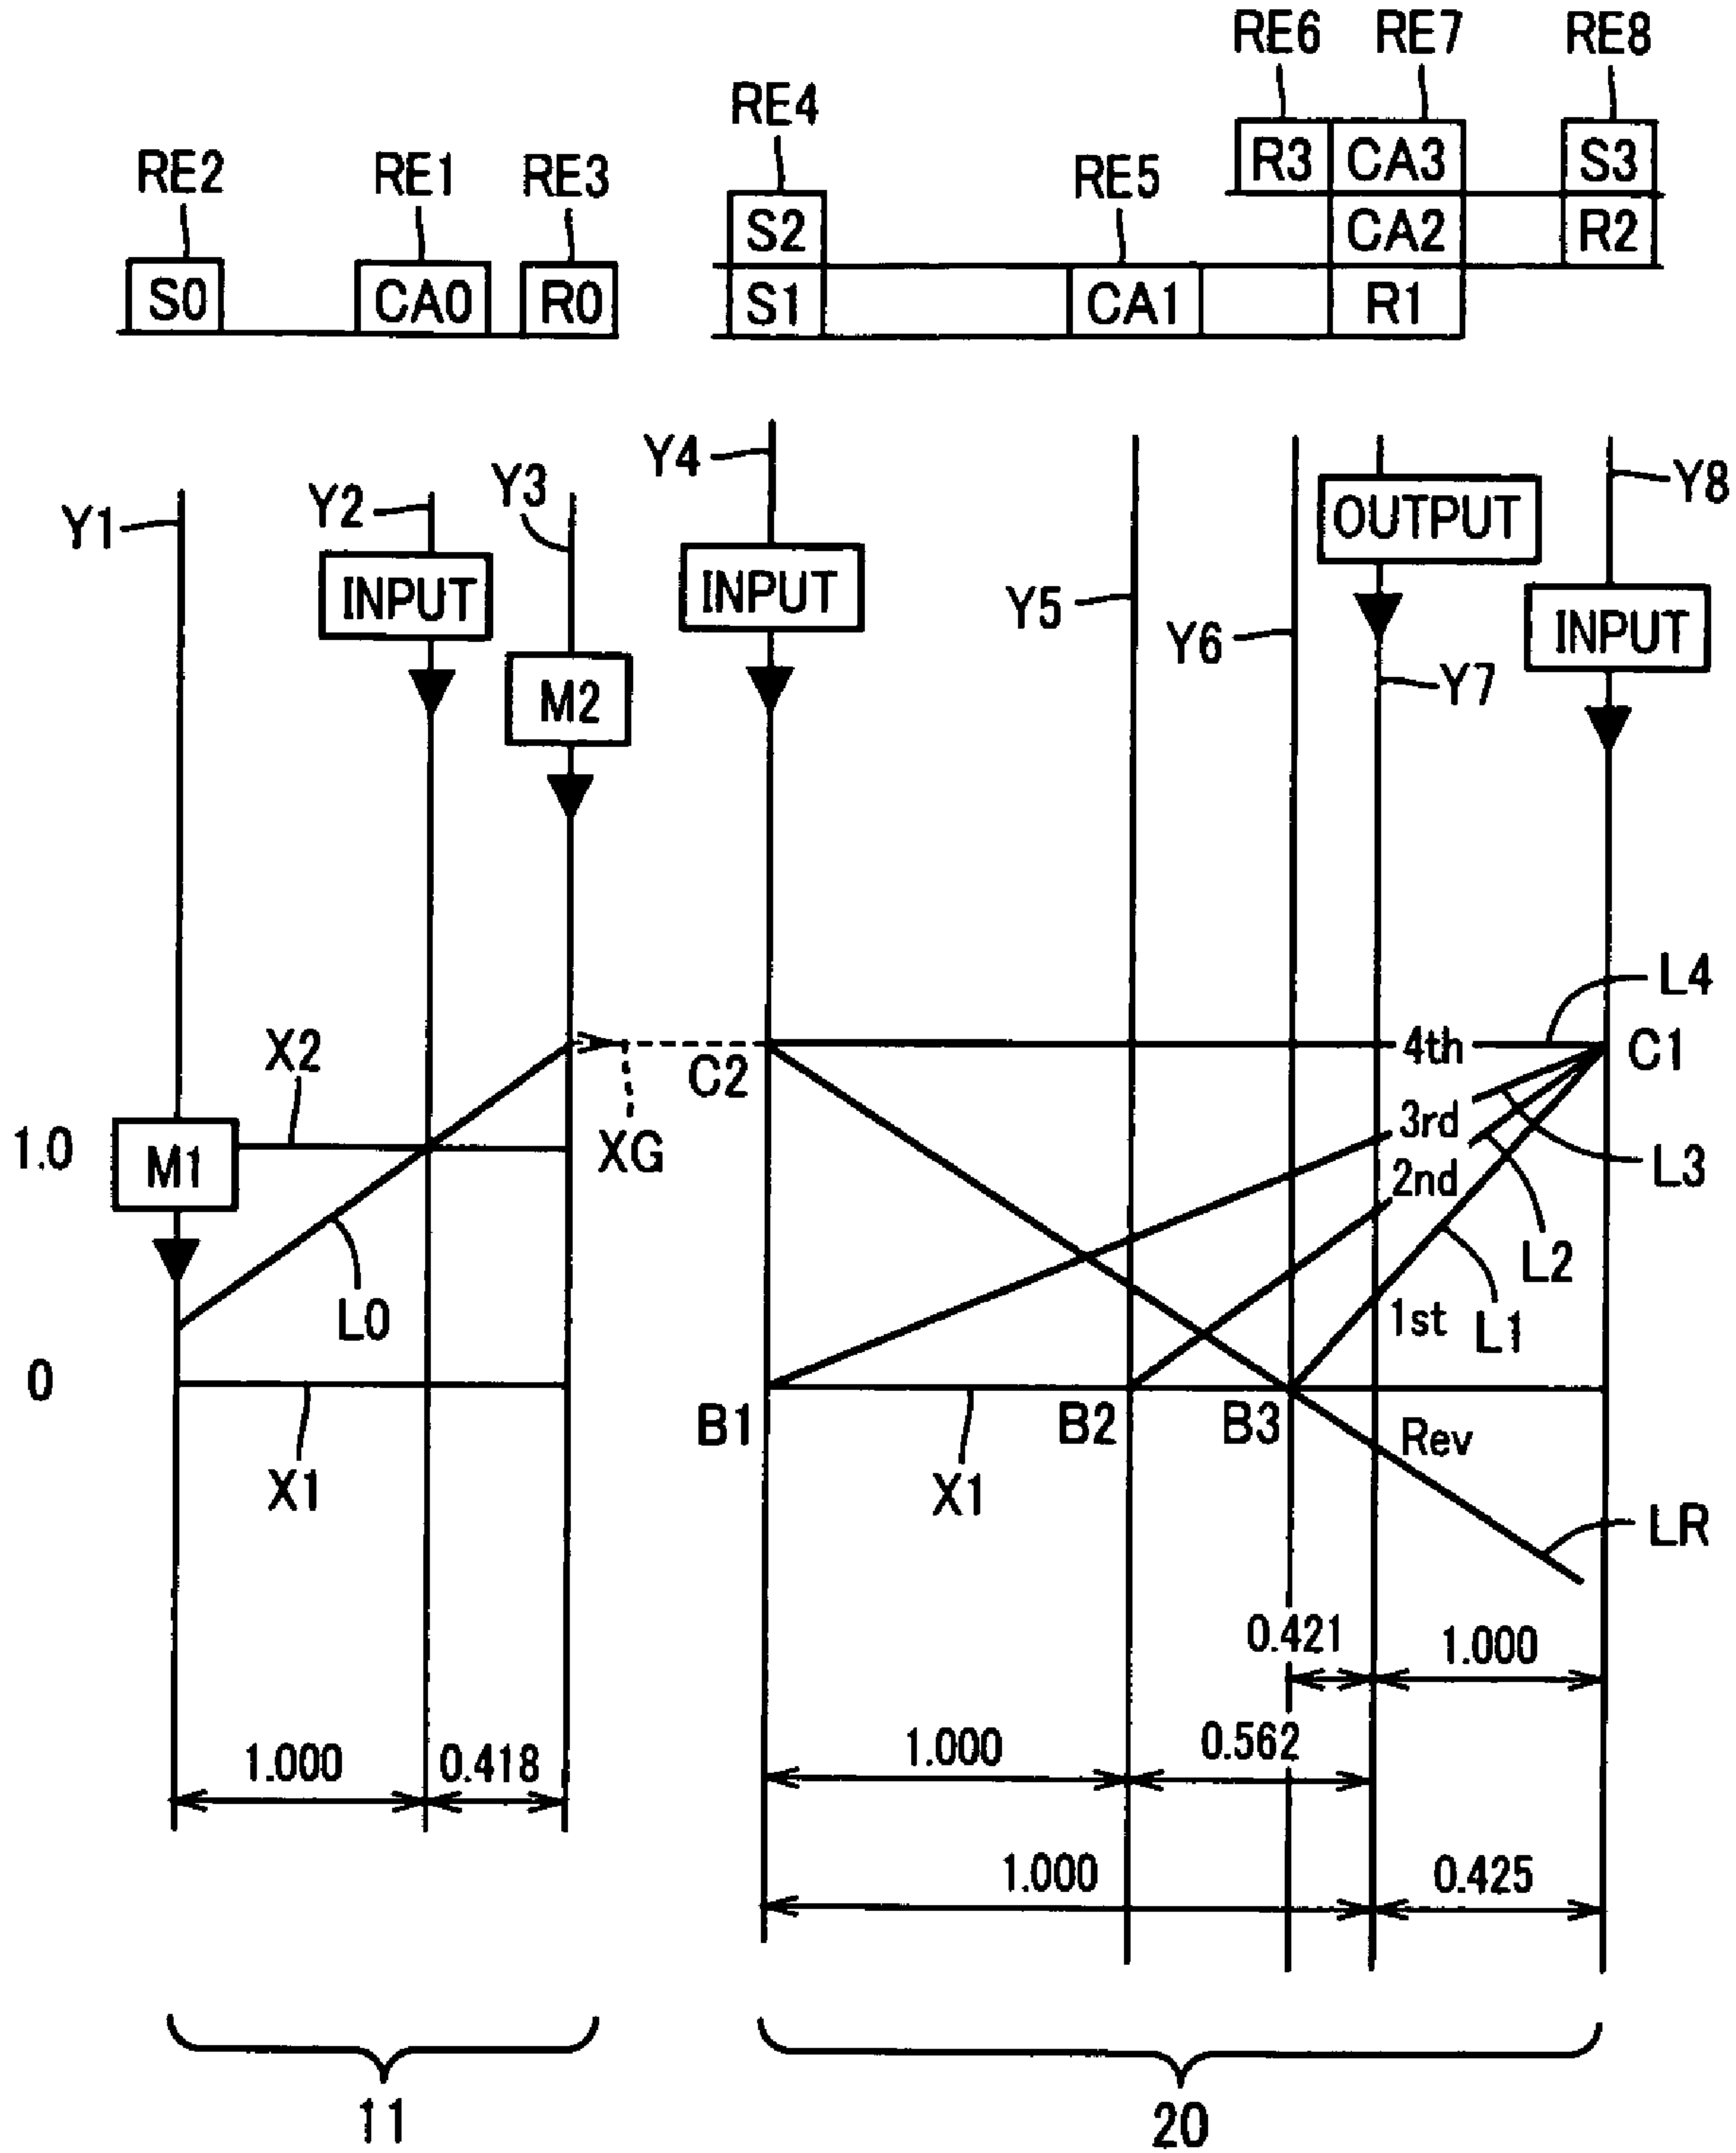 RE6 RE7 RE8
RE4
RE2 RE1 RE3 RE5
R3 CA3 S3
S2 CA2 R2
S0 CA0 R0 S1 CA1 R1
Y4 Y8
Y1 Y2 Y3 OUTPUT
INPUT INPUT Y5 INPUT
Y6
M2 Y7
L4
X2 C2 4th C1
1.0 M1 XG 3rd L3
2nd
L2
L0 1st L1
0
B1 B2 B3 Rev
X1 X1
LR
0.421 1.000
1.000 0.418 1.000 0.562
1.000 0.425
11 20